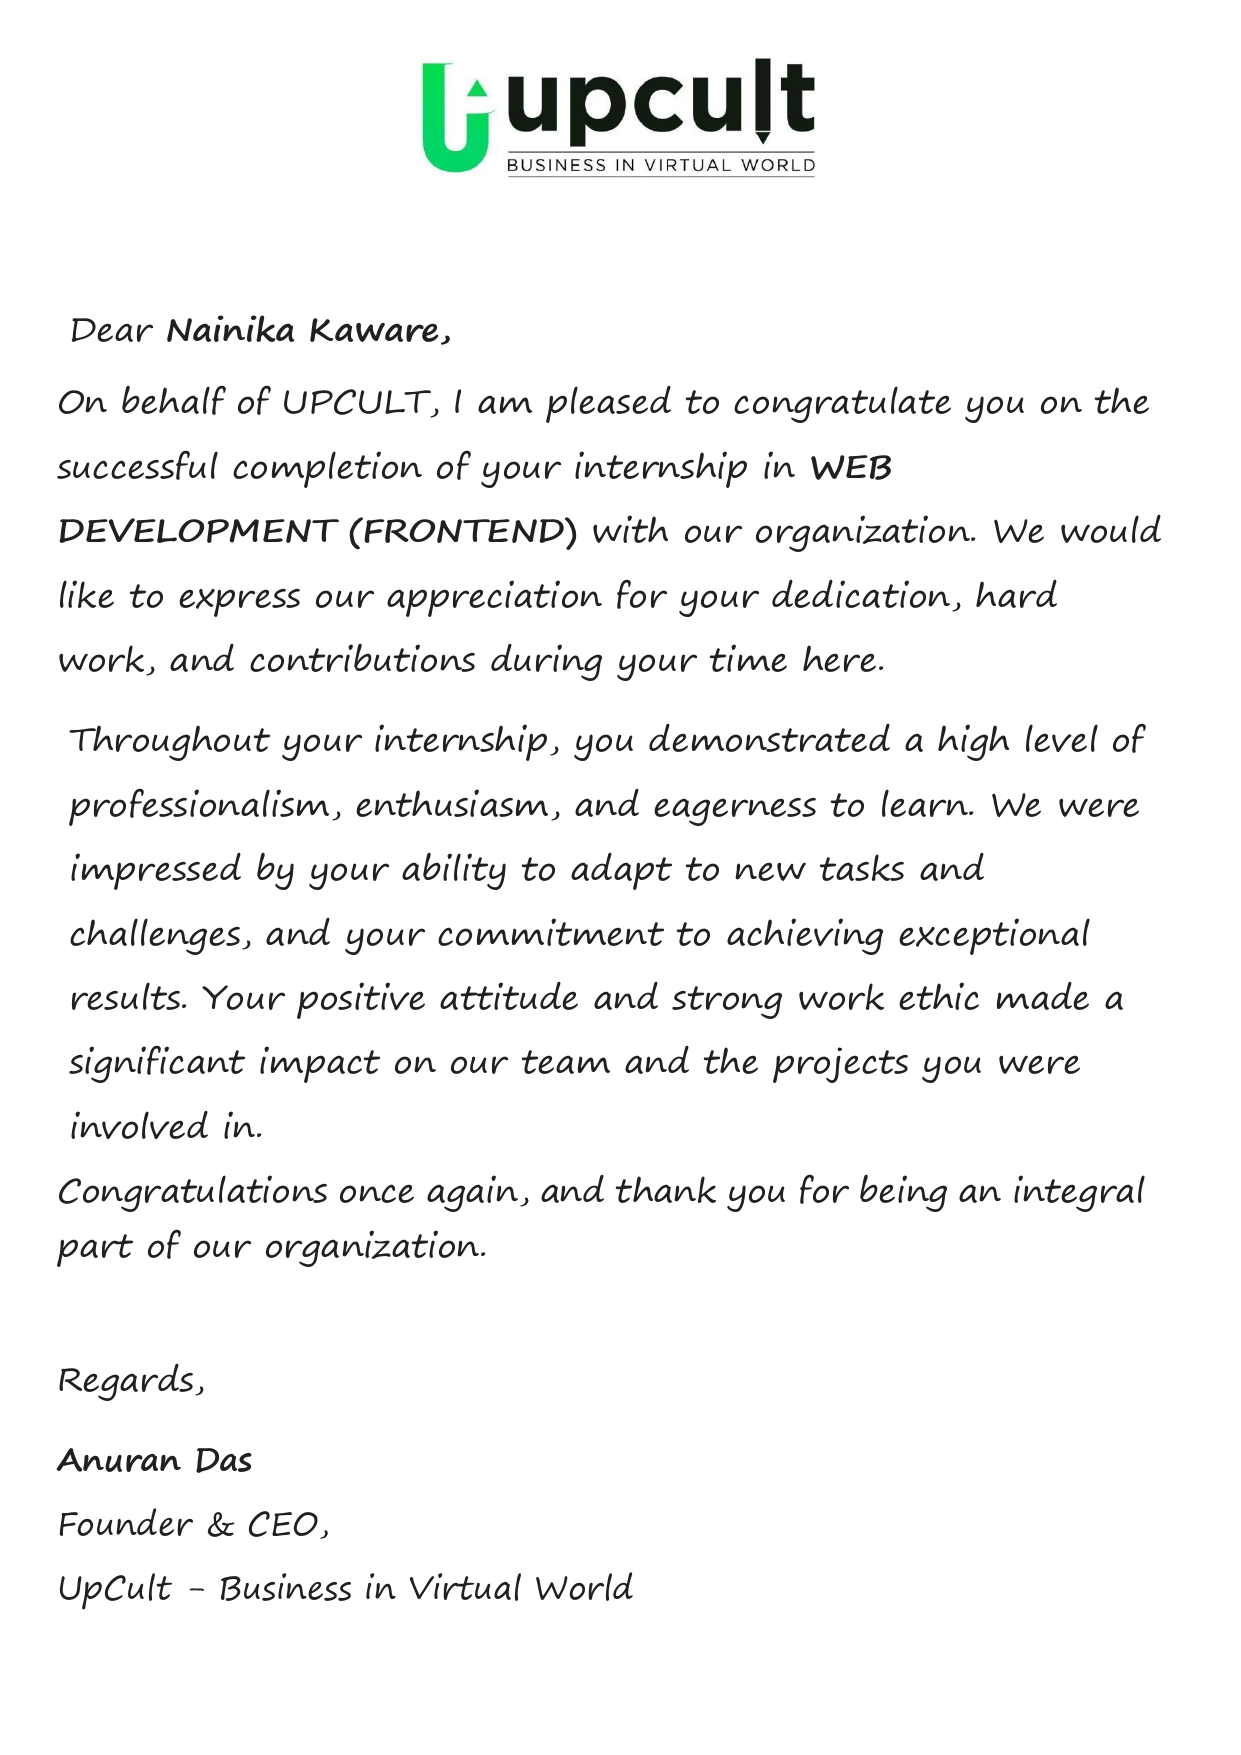 upcult
BUSINESS IN VIRTUAL WORLD
Dear Nainika Kaware,
On behalf of UPCULT, I am pleased to congratulate you on the
successful completion of your internship in WEB
DEVELOPMENT (FRONTEND) with our organization. We would
like to express our appreciation for your dedication, hard
work, and contributions during your time here.
Throughout your internship, you demonstrated a high level of
professionalism, enthusiasm, and eagerness to learn. We were
impressed by your ability to adapt to new tasks and
challenges, and your commitment to achieving exceptional
results. Your positive attitude and strong work ethic made a
significant impact on our team and the projects you were
involved in.
Congratulations once again, and thank you for being an integral
part of our organization.
Regards,
Anuran Das
Founder & CEO,
UpCult - Business in Virtual World